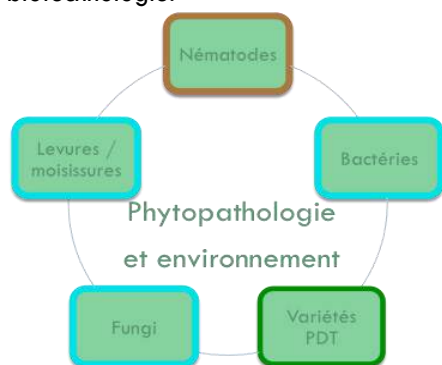 Nématodes
Levures /
moisissures
Bactéries
Phytopathologie
et environnement
Fungi
Variétés
PDT